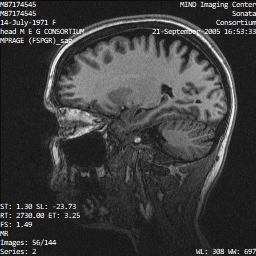 M87174545
M87174545
14-July-1971 F
head M E G CONSORTIUM
MPRAGE (FSPGR)_sag
MIND Imaging Center
Sonata
Consortium
21-September-2005 16:53:33
ST: 1.30 SL: -23.73
RT: 2730.00 ET: 3.25
FS: 1.49
MR
Images: 56/144
Series: 2
WL: 308 WW: 697